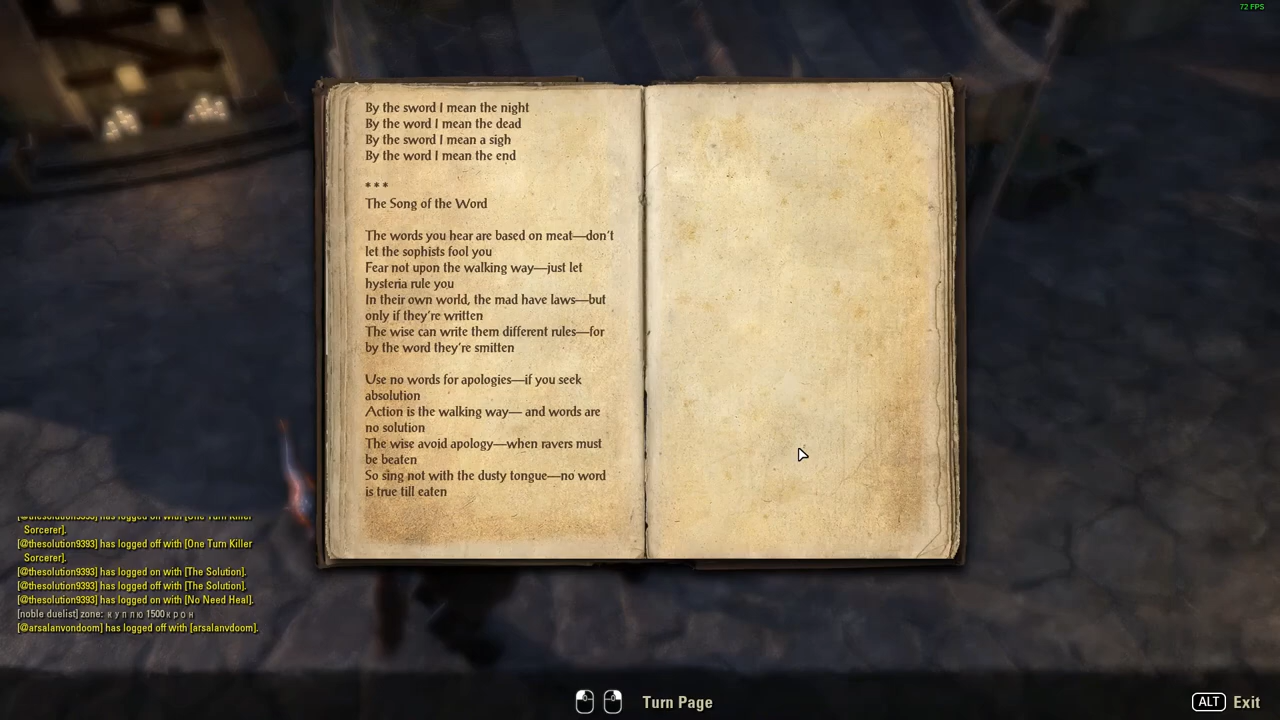 72 FPS
By the sword I mean the night
By the word I mean the dead
By the sword I mean a sigh
By the word I mean the end
* * *
The Song of the Word
The words you hear are based on meat—don't
let the sophists fool you
Fear not upon the walking way—just let
hysteria rule you
In their own world, the mad have laws—but
only if they're written
The wise can write them different rules—for
by the word they're smitten
Use no words for apologies—if you seek
absolution
Action is the walking way— and words are
no solution
The wise avoid apology—when ravers must
be beaten
So sing not with the dusty tongue—no word
is true till eaten
[@thesolution9393] has logged on with [One Turn Killer
Sorcerer].
[@thesolution9393] has logged off with [One Turn Killer
Sorcerer].
[@thesolution9393] has logged on with [The Solution].
[@thesolution9393] has logged off with [The Solution].
[@thesolution9393] has logged on with [No Need Heal].
[noble duelist] zone: к у п л ю 1500 к р о н
[@arsalanvondoom] has logged off with [arsalanvdoom].
Turn Page
ALT Exit